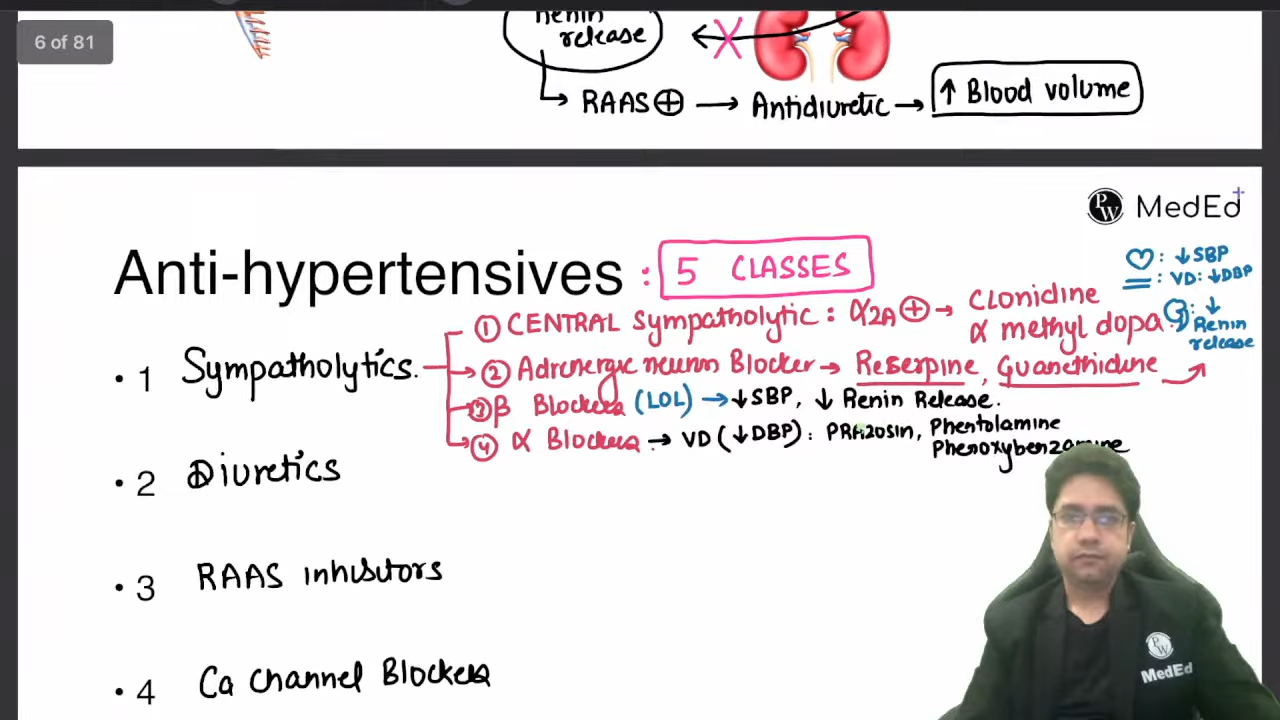 6 of 81
renin
release
RAAS ⊕ → Antidiuretic → ↑ Blood volume
PW MedEd+
Anti-hypertensives : 5 CLASSES
♡ : ↓ SBP
= : VD : ↓ DBP
: ↓ Renin release
• 1 Sympatholytics.
① CENTRAL Sympatholytic : α2A ⊕ → Clonidine
α methyl dopa
② Adrenergic neuron Blocker → Reserpine, Guanethidine
③ β Blockers (LOL) → ↓ SBP, ↓ Renin Release.
④ α Blockers → VD (↓ DBP) : PRAzosin, Phentolamine
Phenoxybenzamine
• 2 Diuretics
• 3 RAAS inhibitors
• 4 Ca channel Blockers
PW
MedEd